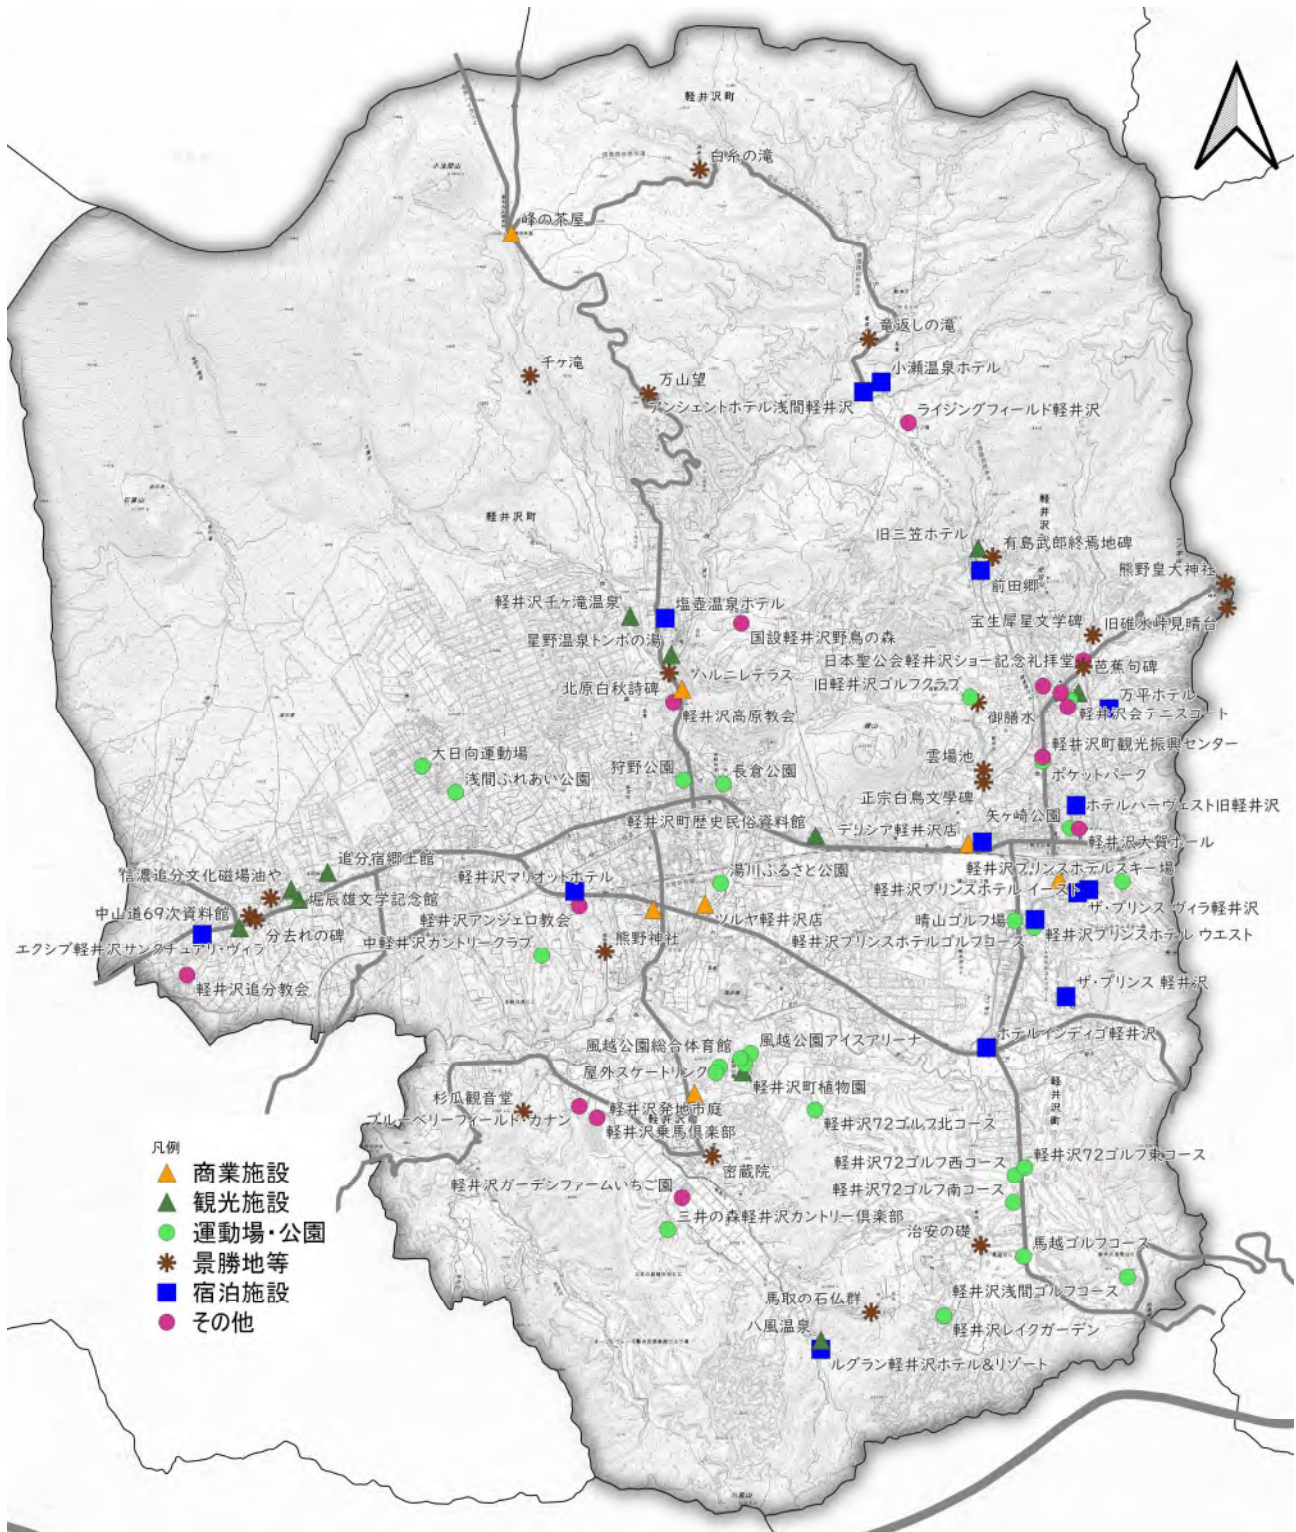 軽井沢町
白糸の滝
小浅間山
峰の茶屋
竜返しの滝
千ヶ滝
小瀬温泉ホテル
万山望
アンシェントホテル浅間軽井沢
ライジングフィールド軽井沢
石尊山
軽井沢町
旧三笠ホテル
有島武郎終焉地碑
熊野皇大神社
前田郷
軽井沢千ヶ滝温泉
塩壺温泉ホテル
室生犀星文学碑
旧碓氷峠見晴台
星野温泉トンボの湯
国設軽井沢野鳥の森
日本聖公会軽井沢ショー記念礼拝堂
芭蕉句碑
ハルニレテラス
北原白秋詩碑
旧軽井沢ゴルフクラブ
万平ホテル
軽井沢高原教会
御膳水
軽井沢会テニスコート
離山
軽井沢町観光振興センター
大日向運動場
狩野公園
長倉公園
雲場池
ポケットパーク
浅間ふれあい公園
正宗白鳥文學碑
ホテルハーヴェスト旧軽井沢
軽井沢町歴史民俗資料館
デリシア軽井沢店
矢ヶ崎公園
軽井沢大賀ホール
追分宿郷土館
信濃追分文化磁場油や
軽井沢マリオットホテル
湯川ふるさと公園
軽井沢プリンスホテルスキー場
軽井沢プリンスホテル イースト
堀辰雄文学記念館
中山道69次資料館
軽井沢アンジェロ教会
ツルヤ軽井沢店
晴山ゴルフ場
ザ・プリンス ヴィラ軽井沢
分去れの碑
エクシブ軽井沢サンクチュアリ・ヴィラ
中軽井沢カントリークラブ
熊野神社
軽井沢プリンスホテルゴルフコース
軽井沢プリンスホテル ウエスト
軽井沢追分教会
ザ・プリンス 軽井沢
風越公園総合体育館
風越公園アイスアリーナ
ホテルインディゴ軽井沢
屋外スケートリンク
軽井沢町植物園
軽井沢町
杉瓜観音堂
ブルーベリーフィールド・カナン
軽井沢発地市庭
軽井沢町
軽井沢乗馬倶楽部
軽井沢72ゴルフ北コース
密蔵院
軽井沢72ゴルフ西コース
軽井沢72ゴルフ東コース
軽井沢ガーデンファームいちご園
軽井沢72ゴルフ南コース
三井の森軽井沢カントリー倶楽部
治安の礎
馬越ゴルフコース
馬取の石仏群
軽井沢浅間ゴルフコース
八風温泉
軽井沢レイクガーデン
ルグラン軽井沢ホテル&リゾート
八風山
凡例
商業施設
観光施設
運動場・公園
景勝地等
宿泊施設
その他